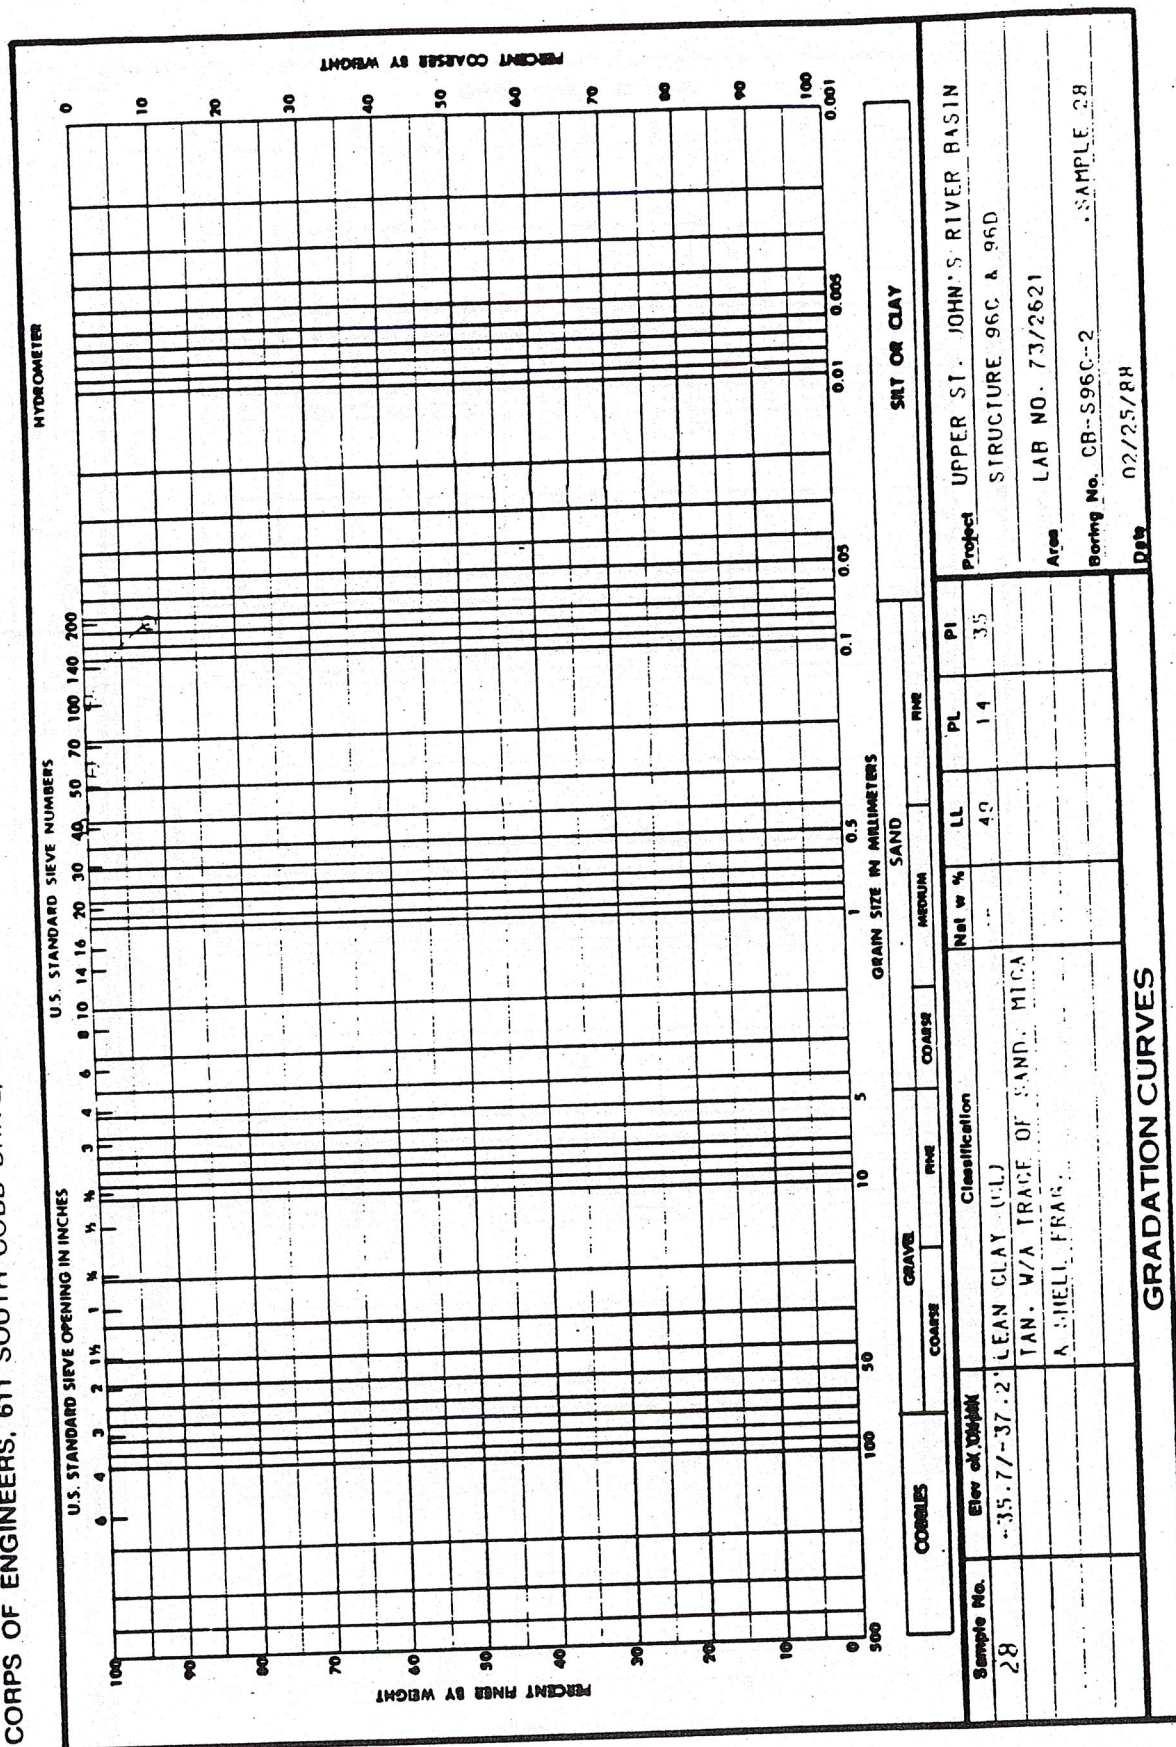 CORPS OF ENGINEERS, 611 SOUTH COBB
U.S. STANDARD SIEVE OPENING IN INCHES
U.S. STANDARD SIEVE NUMBERS
HYDROMETER
6 4 3 2 1½ 1 ¾ ½ ⅜ 3 4 6 8 10 14 16 20 30 40 50 70 100 140 200
PERCENT FINER BY WEIGHT
100
90
80
70
60
50
40
30
20
10
0
PERCENT COARSER BY WEIGHT
0
10
20
30
40
50
60
70
80
90
100
500 100 50 10 5 1 0.5 0.1 0.05 0.01 0.005 0.001
GRAIN SIZE IN MILLIMETERS
COBBLES
GRAVEL
COARSE
FINE
SAND
COARSE
MEDIUM
FINE
SILT OR CLAY
Sample No.
Elev
Classification
Nat w %
LL
PL
PI
28
-35.7/-37.2'
LEAN CLAY (CL)
49
14
35
TAN, W/A TRACE OF SAND, MICA
& SHELL FRAG.
Project UPPER ST. JOHN'S RIVER BASIN
STRUCTURE 96C & 96D
Area LAB NO. 73/2621
Boring No. CB-S96C-2 SAMPLE 28
Date 02/25/88
GRADATION CURVES